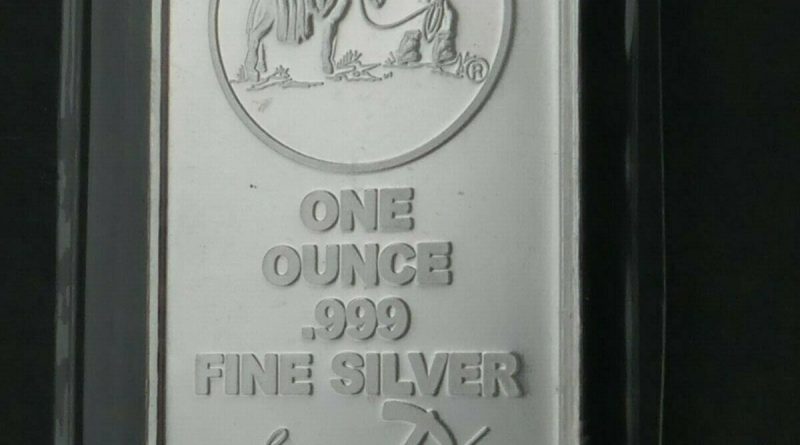 ®
ONE
OUNCE
.999
FINE SILVER